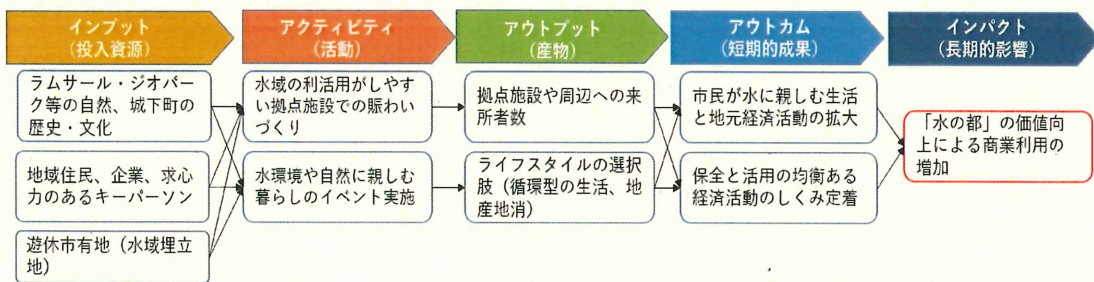 インプット
（投入資源）
アクティビティ
（活動）
アウトプット
（産物）
アウトカム
（短期的成果）
インパクト
（長期的影響）
ラムサール・ジオパー
ク等の自然、城下町の
歴史・文化
地域住民、企業、求心
力のあるキーパーソン
遊休市有地（水域埋立
地）
水域の利活用がしやす
い拠点施設での賑わい
づくり
水環境や自然に親しむ
暮らしのイベント実施
拠点施設や周辺への来
所者数
ライフスタイルの選択
肢（循環型の生活、地
産地消）
市民が水に親しむ生活
と地元経済活動の拡大
保全と活用の均衡ある
経済活動のしくみ定着
「水の都」の価値向
上による商業利用の
増加